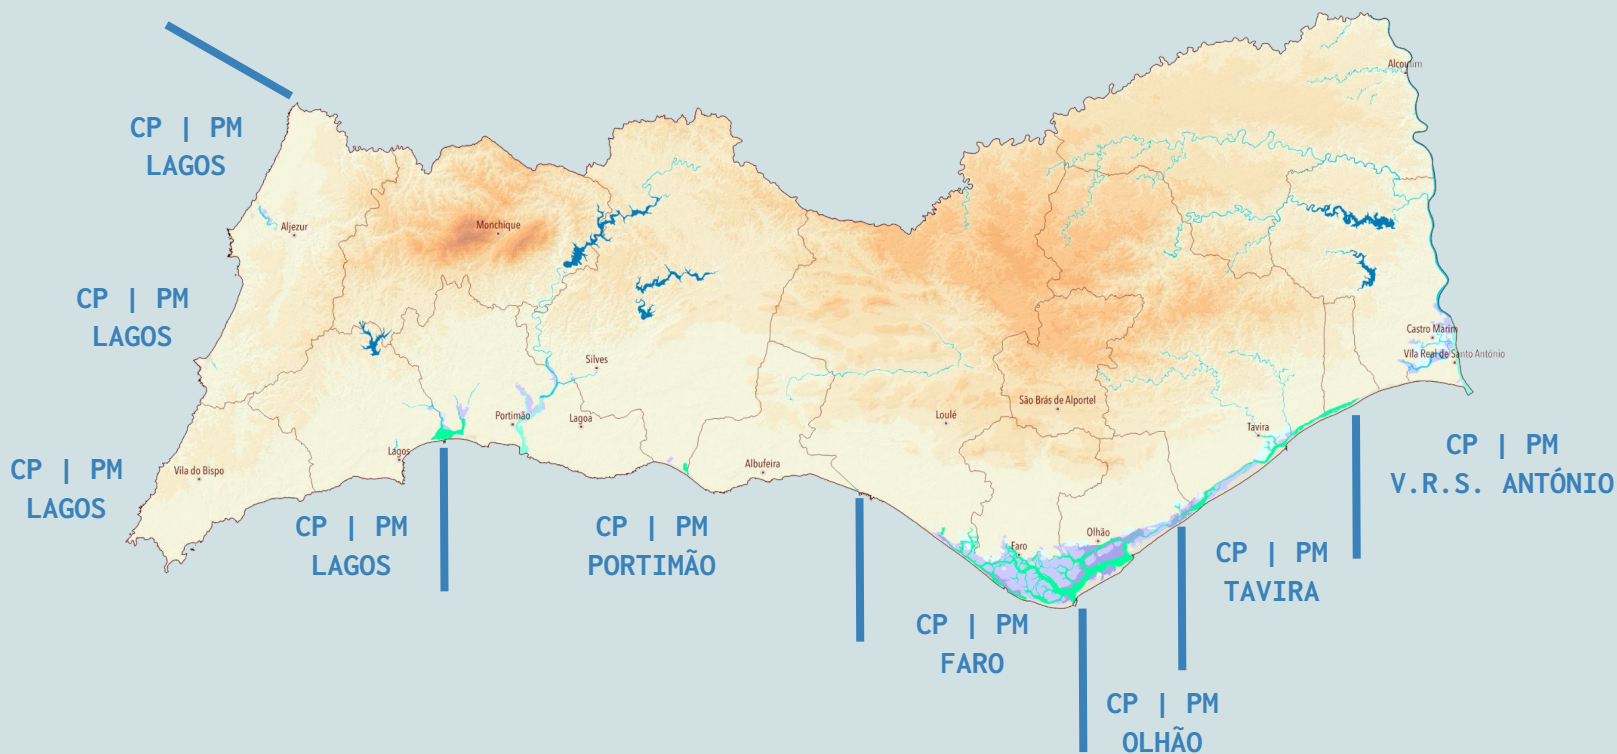 Alcoutim
CP | PM
LAGOS
Aljezur
Monchique
CP | PM
LAGOS
Castro Marim
Vila Real de Santo António
Silves
São Brás de Alportel
Portimão
Lagoa
Loulé
Tavira
Lagos
Vila do Bispo
Albufeira
CP | PM
LAGOS
CP | PM
V.R.S. ANTÓNIO
CP | PM
LAGOS
CP | PM
PORTIMÃO
Faro
Olhão
CP | PM
TAVIRA
CP | PM
FARO
CP | PM
OLHÃO